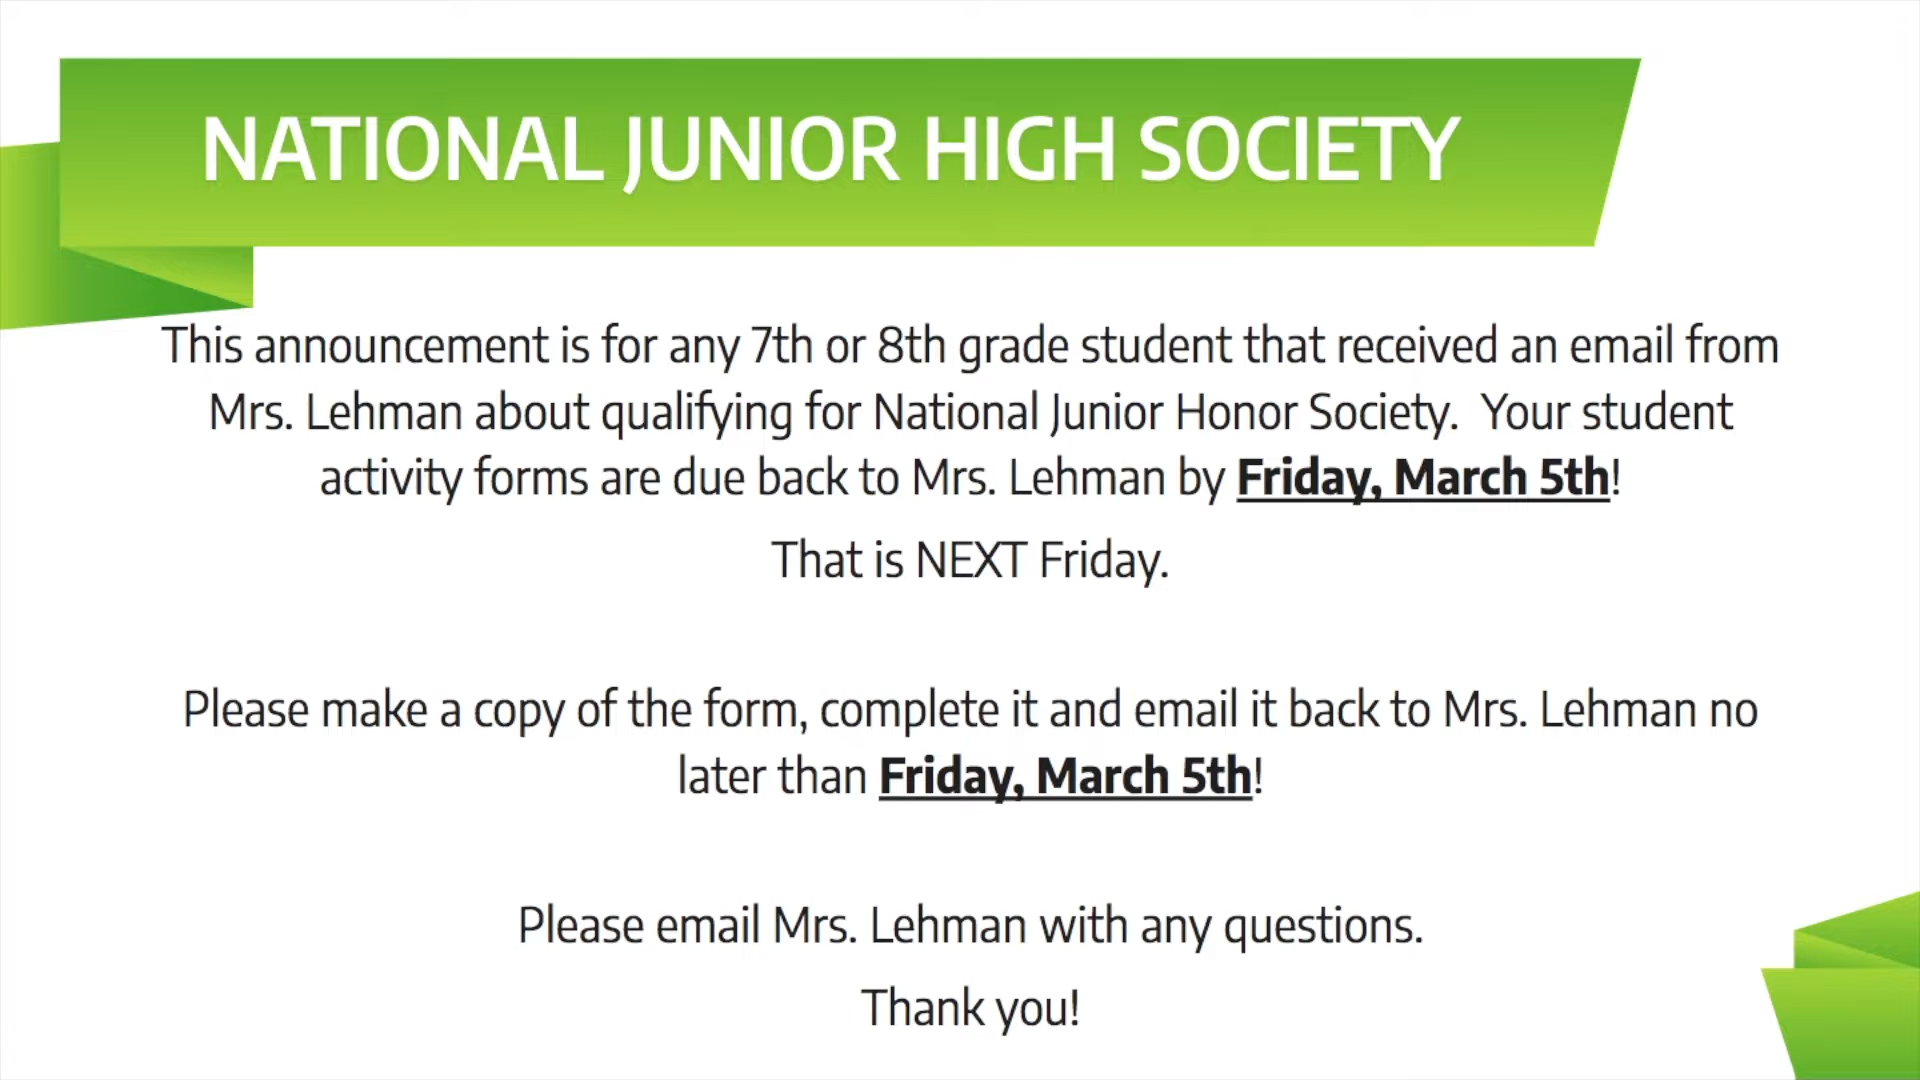 NATIONAL JUNIOR HIGH SOCIETY
This announcement is for any 7th or 8th grade student that received an email from
Mrs. Lehman about qualifying for National Junior Honor Society.  Your student
activity forms are due back to Mrs. Lehman by Friday, March 5th!
That is NEXT Friday.
Please make a copy of the form, complete it and email it back to Mrs. Lehman no
later than Friday, March 5th!
Please email Mrs. Lehman with any questions.
Thank you!